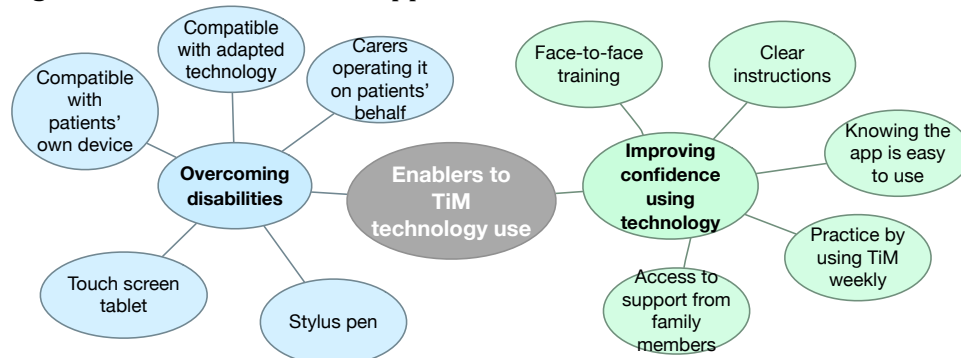 Compatible
with adapted
technology
Carers
operating it
on patients'
behalf
Compatible
with
patients'
own device
Overcoming
disabilities
Touch screen
tablet
Stylus pen
Enablers to
TiM
technology use
Face-to-face
training
Clear
instructions
Knowing the
app is easy
to use
Improving
confidence
using
technology
Practice by
using TiM
weekly
Access to
support from
family
members